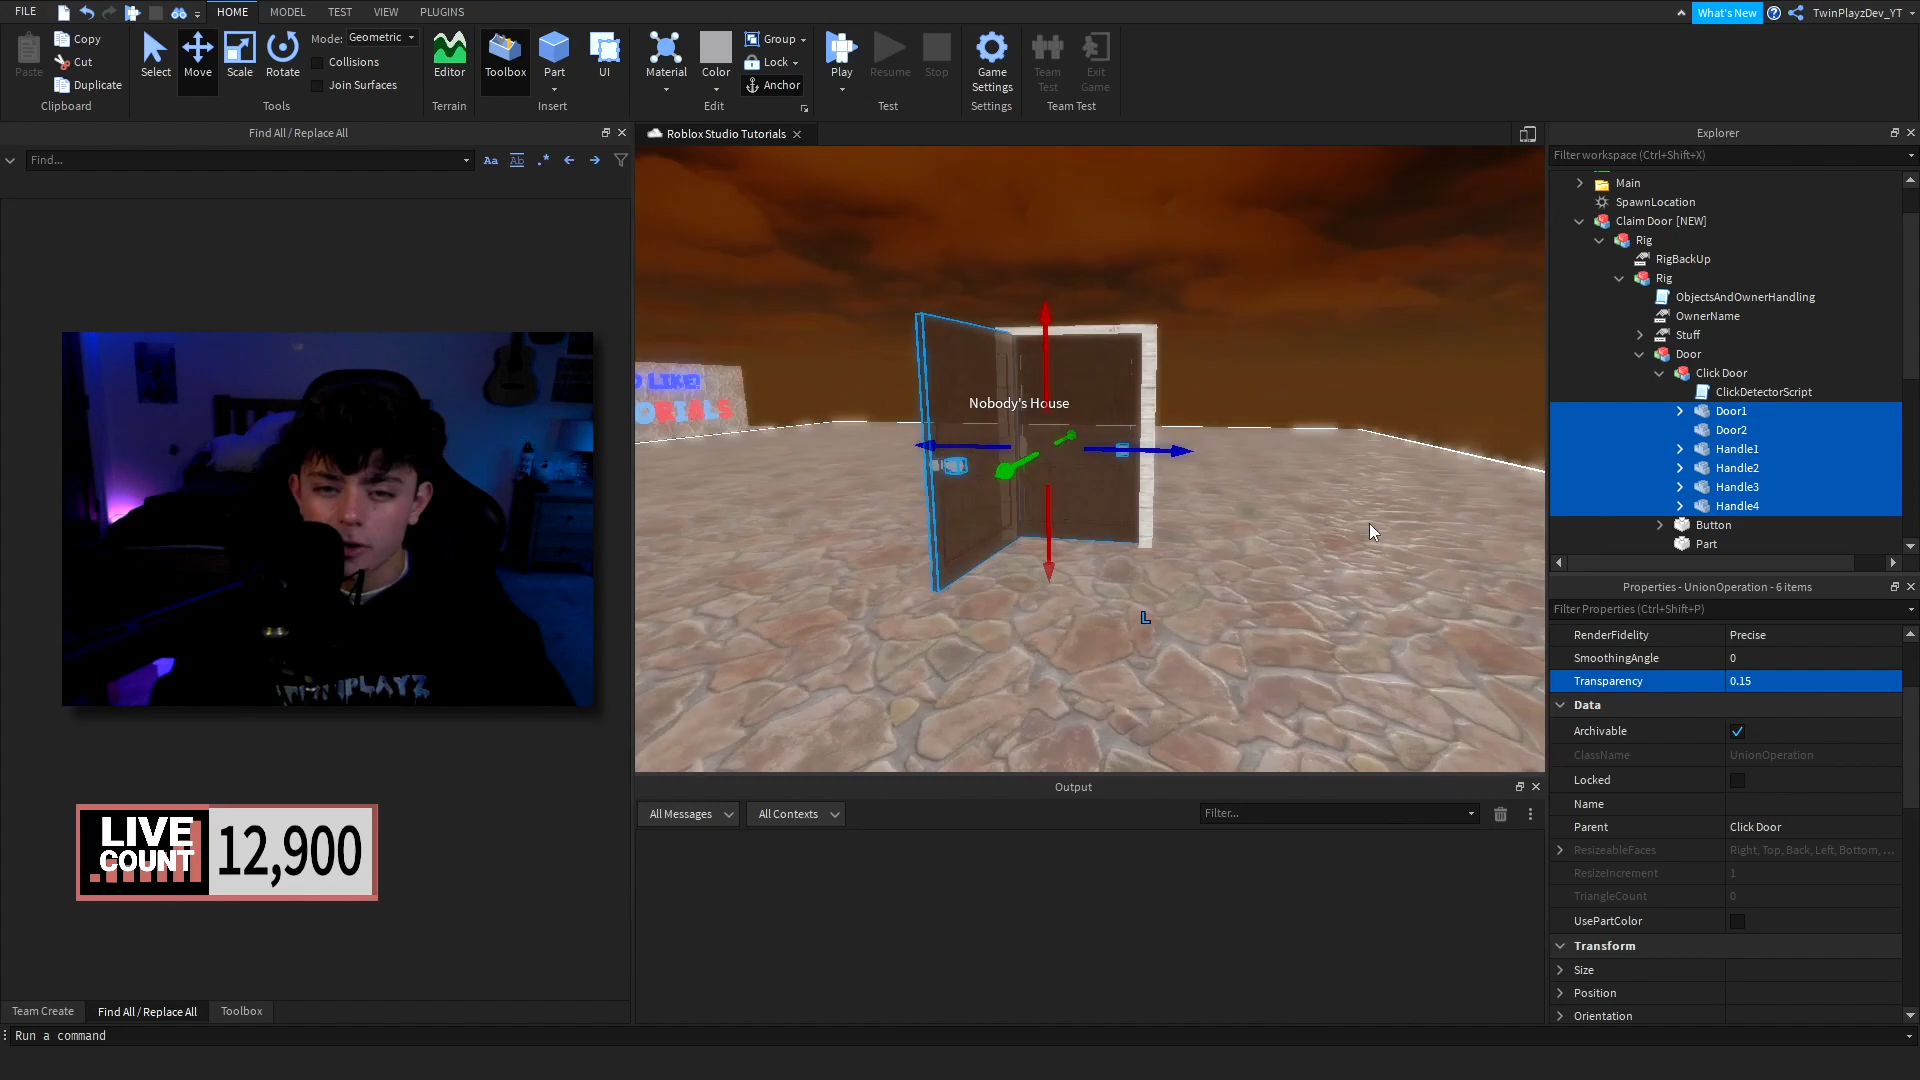 FILE
HOME
MODEL
TEST
VIEW
PLUGINS
What's New
TwinPlayzDev_YT
Paste
Copy
Cut
Duplicate
Clipboard
Select
Move
Scale
Rotate
Mode:
Geometric
Collisions
Join Surfaces
Tools
Editor
Terrain
Toolbox
Part
UI
Insert
Material
Color
Group
Lock
Anchor
Edit
Play
Resume
Stop
Test
Game
Settings
Settings
Team
Test
Exit
Game
Team Test
Find All / Replace All
Find...
Aa
Ab
Roblox Studio Tutorials
LIKE!
RIALS
Nobody's House
L
TWINPLAYZ
LIVE
COUNT
12,900
Team Create
Find All / Replace All
Toolbox
Run a command
Output
All Messages
All Contexts
Filter...
Explorer
Filter workspace (Ctrl+Shift+X)
Main
SpawnLocation
Claim Door [NEW]
Rig
RigBackUp
Rig
ObjectsAndOwnerHandling
OwnerName
Stuff
Door
Click Door
ClickDetectorScript
Door1
Door2
Handle1
Handle2
Handle3
Handle4
Button
Part
Properties - UnionOperation - 6 items
Filter Properties (Ctrl+Shift+P)
RenderFidelity Precise
SmoothingAngle 0
Transparency 0.15
Data
Archivable
ClassName UnionOperation
Locked
Name
Parent Click Door
ResizeableFaces Right, Top, Back, Left, Bottom, ...
ResizeIncrement 1
TriangleCount 0
UsePartColor
Transform
Size
Position
Orientation